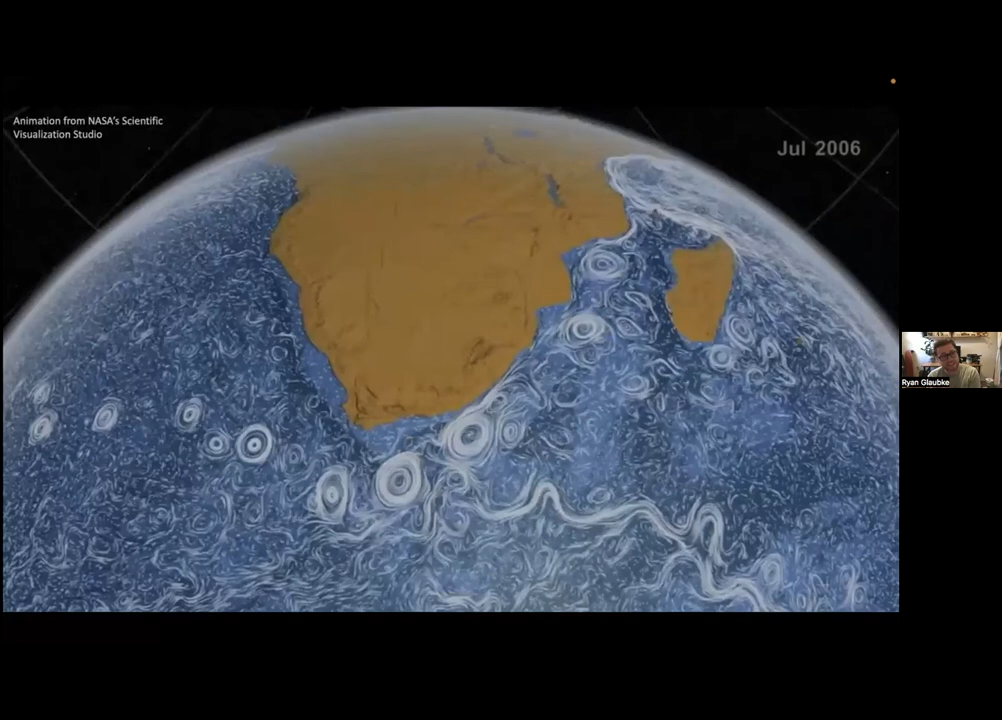 Animation from NASA's Scientific
Visualization Studio
Jul 2006
Ryan Glaubke